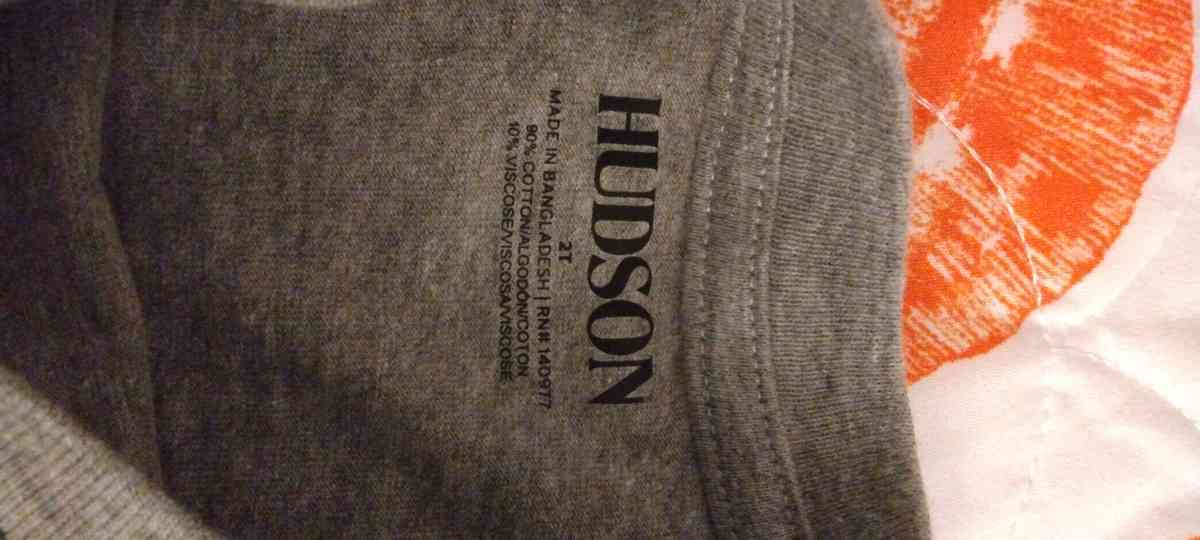 HUDSON
2T
MADE IN BANGLADESH | RN# 140977
90% COTTON/ALGODÓN/COTON
10% VISCOSE/VISCOSA/VISCOSE